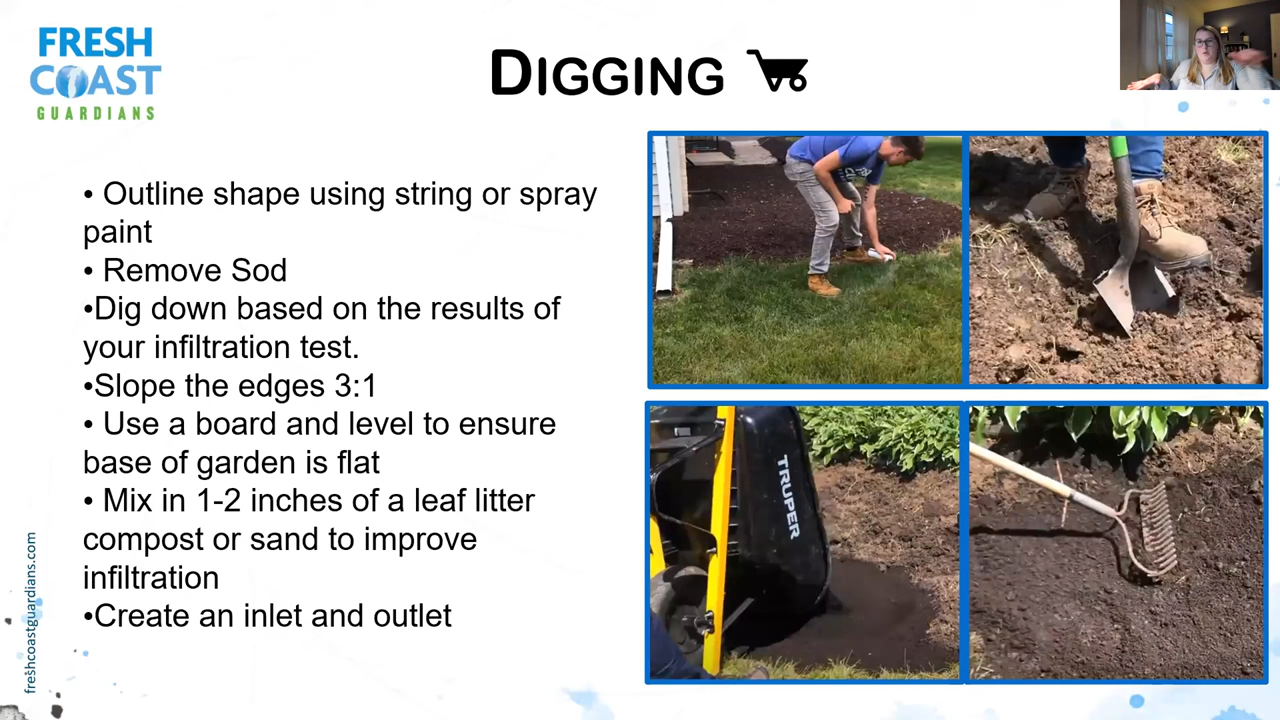 FRESH
COAST
GUARDIANS
DIGGING
• Outline shape using string or spray
paint
• Remove Sod
•Dig down based on the results of
your infiltration test.
•Slope the edges 3:1
• Use a board and level to ensure
base of garden is flat
• Mix in 1-2 inches of a leaf litter
compost or sand to improve
infiltration
•Create an inlet and outlet
TRUPER
freshcoastguardians.com